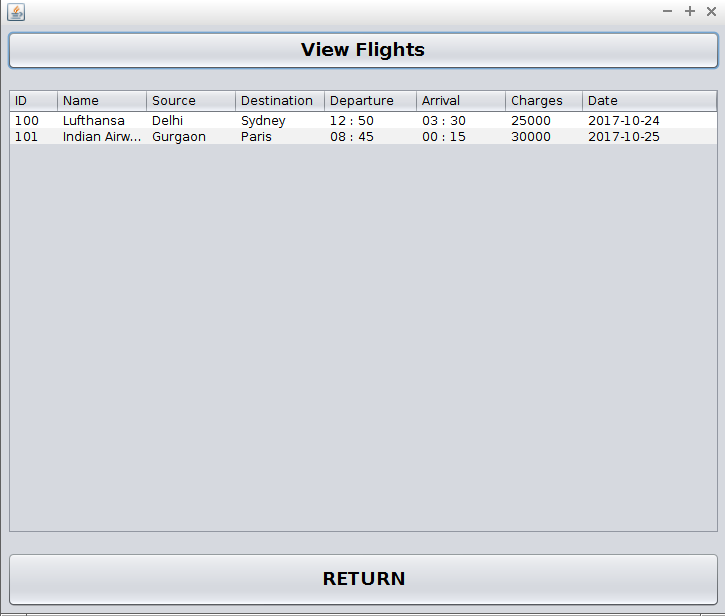 View Flights
ID Name Source Destination Departure Arrival Charges Date
100 Lufthansa Delhi Sydney 12 : 50 03 : 30 25000 2017-10-24
101 Indian Airw... Gurgaon Paris 08 : 45 00 : 15 30000 2017-10-25
RETURN